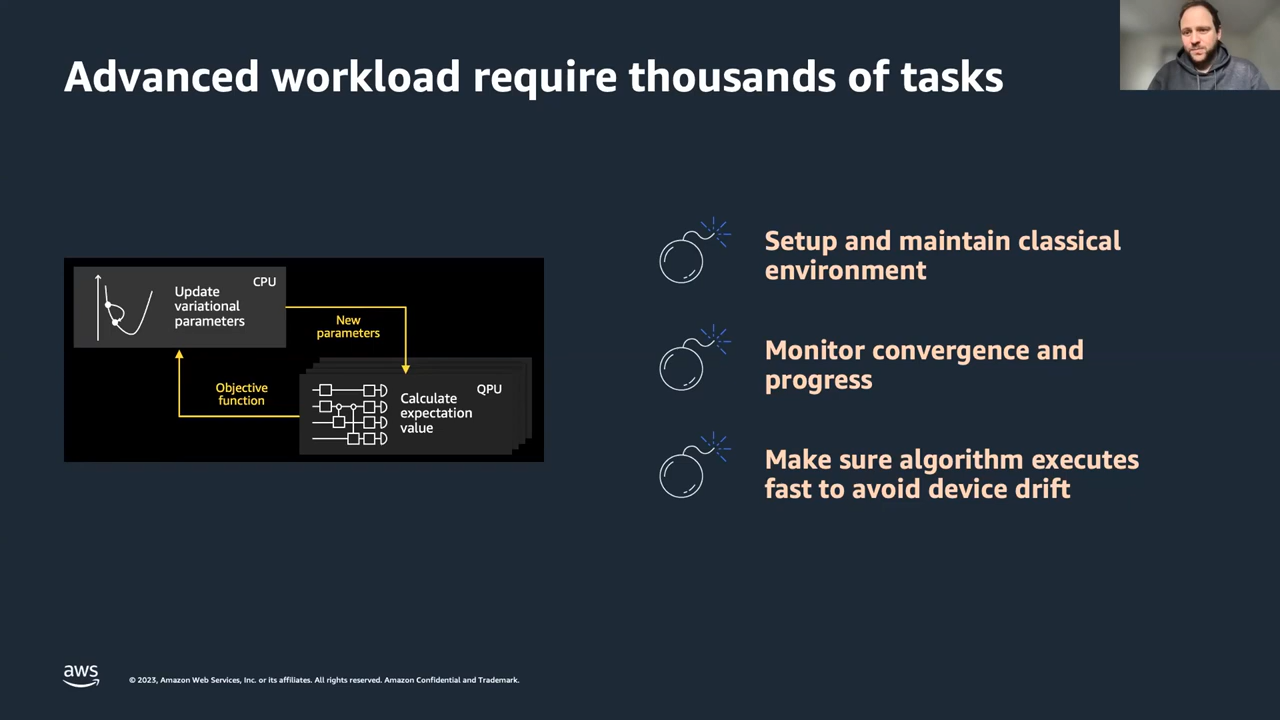 Advanced workload require thousands of tasks
CPU
Update
variational
parameters
New
parameters
Objective
function
QPU
Calculate
expectation
value
Setup and maintain classical
environment
Monitor convergence and
progress
Make sure algorithm executes
fast to avoid device drift
aws
© 2023, Amazon Web Services, Inc. or its affiliates. All rights reserved. Amazon Confidential and Trademark.